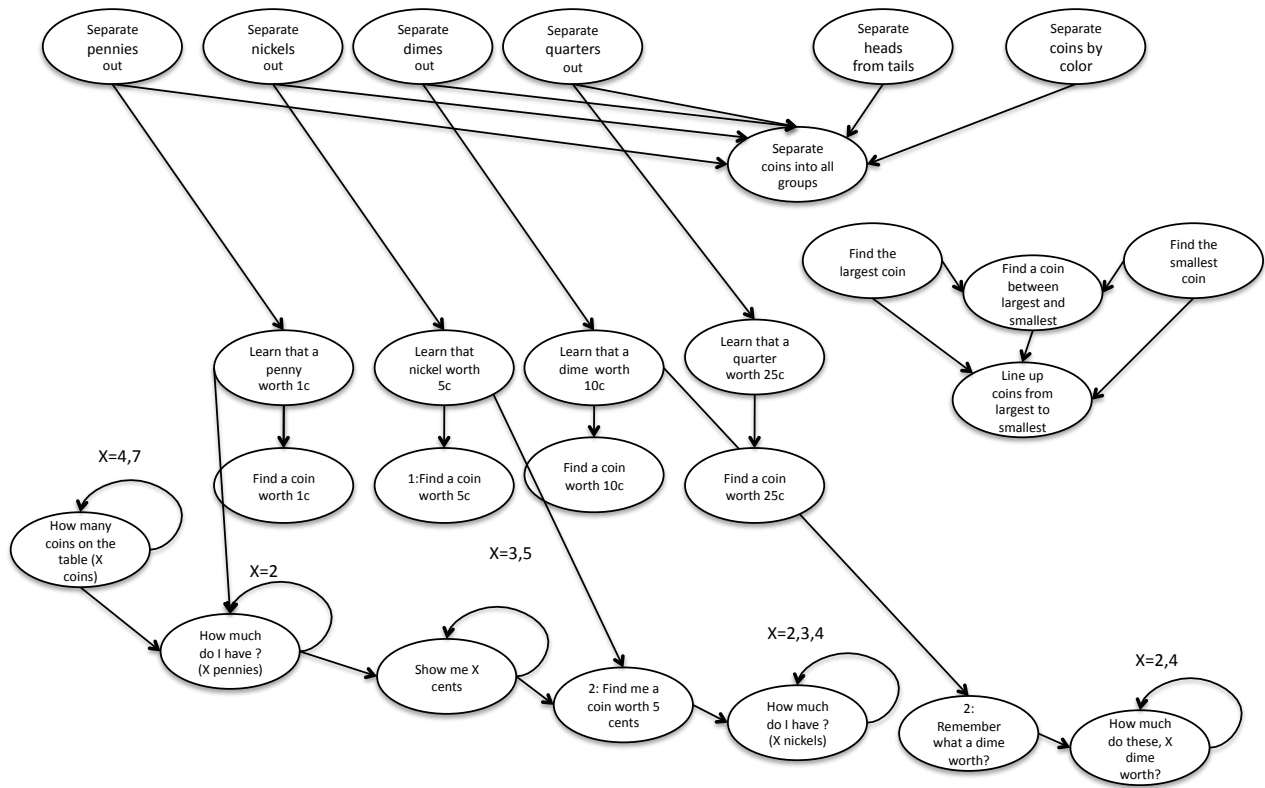 Separate
pennies
out
Separate
nickels
out
Separate
dimes
out
Separate
quarters
out
Separate
heads
from tails
Separate
coins by
color
Separate
coins into all
groups
Find the
largest coin
Find a coin
between
largest and
smallest
Find the
smallest
coin
Line up
coins from
largest to
smallest
Learn that a
penny
worth 1c
Learn that
nickel worth
5c
Learn that a
dime worth
10c
Learn that a
quarter
worth 25c
Find a coin
worth 1c
1:Find a coin
worth 5c
Find a coin
worth 10c
Find a coin
worth 25c
X=4,7
How many
coins on the
table (X
coins)
X=2
How much
do I have ?
(X pennies)
X=3,5
Show me X
cents
2: Find me a
coin worth 5
cents
X=2,3,4
How much
do I have ?
(X nickels)
2:
Remember
what a dime
worth?
X=2,4
How much
do these, X
dime
worth?